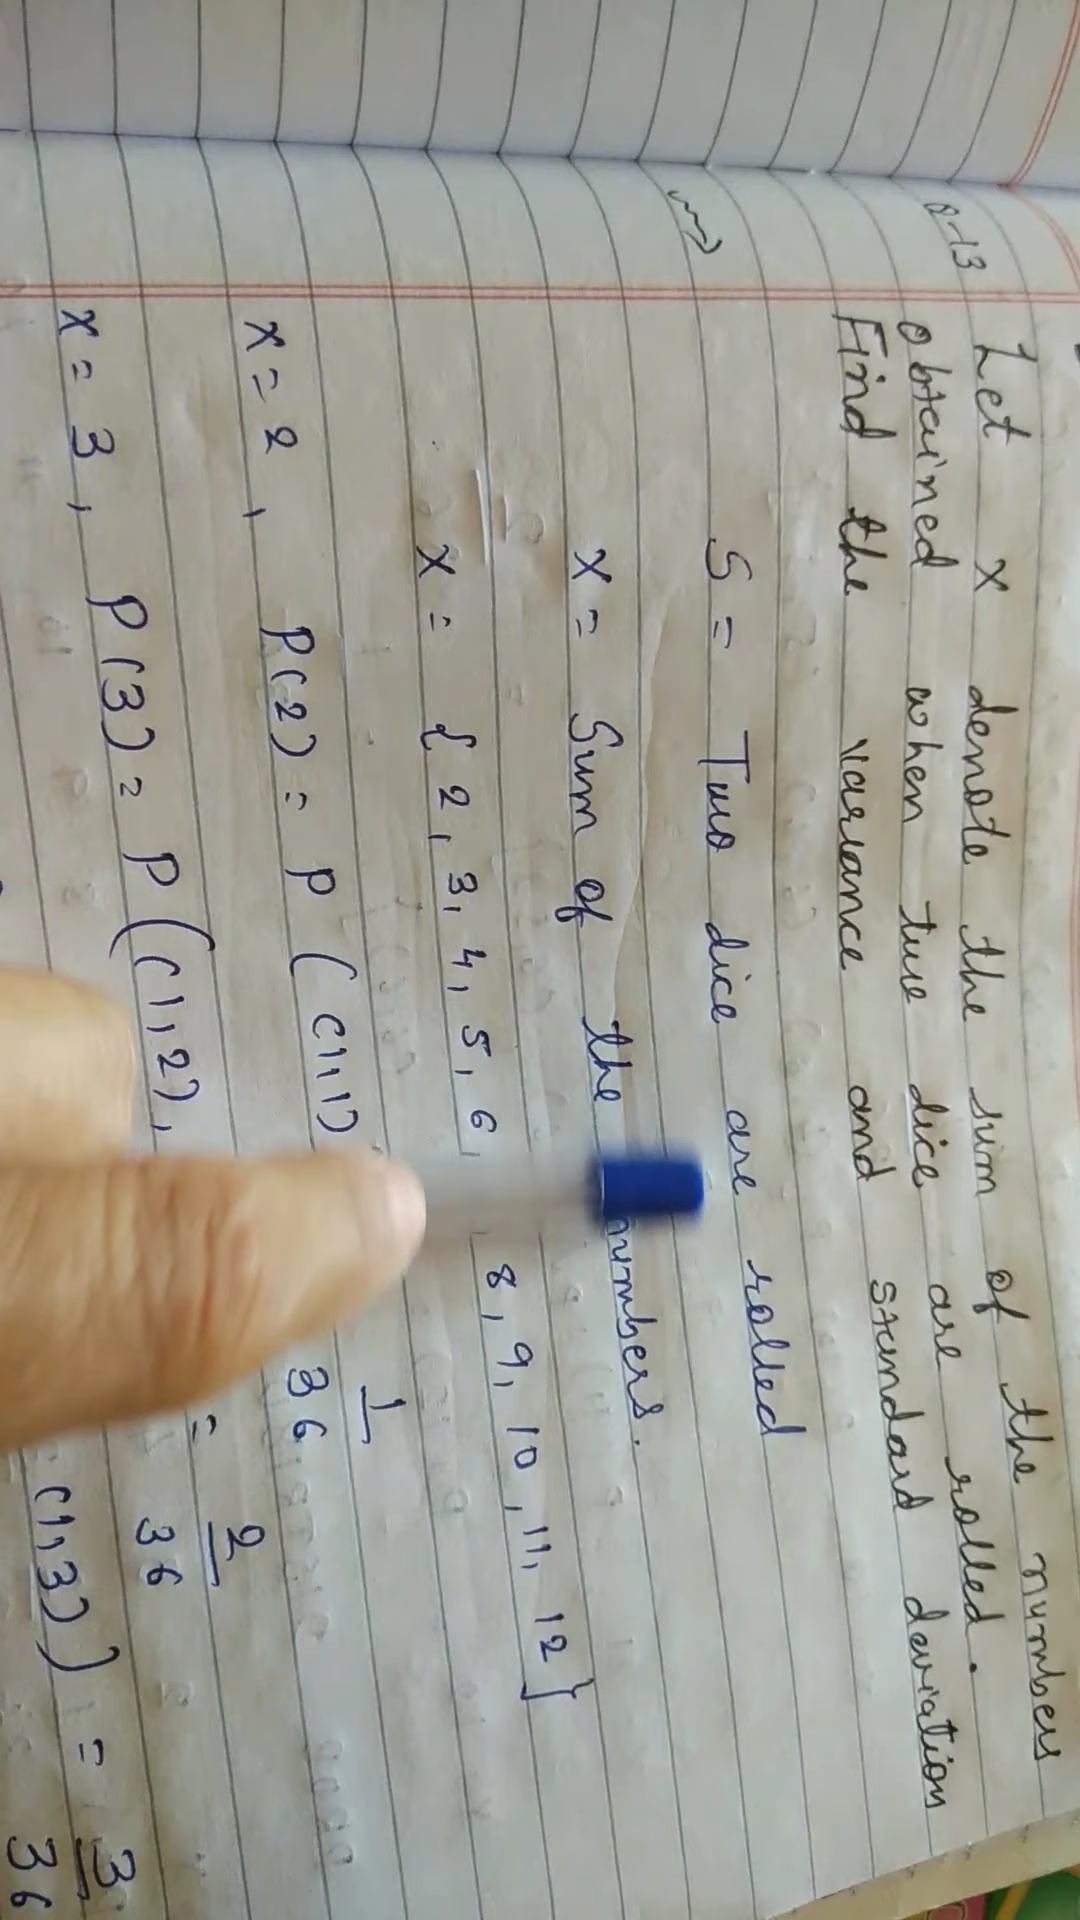 Q-13 Let x denote the sum of the numbers
obtained when two dice are rolled.
Find the variance and standard deviation
S = Two dice are rolled
x = Sum of the numbers.
x = { 2, 3, 4, 5, 6, 8, 9, 10, 11, 12 }
x = 2, P(2) = P ( (1,1) 1/36
x = 3, P(3) = P ( (1,2), = 2/36
(1,3) ) = 3/36